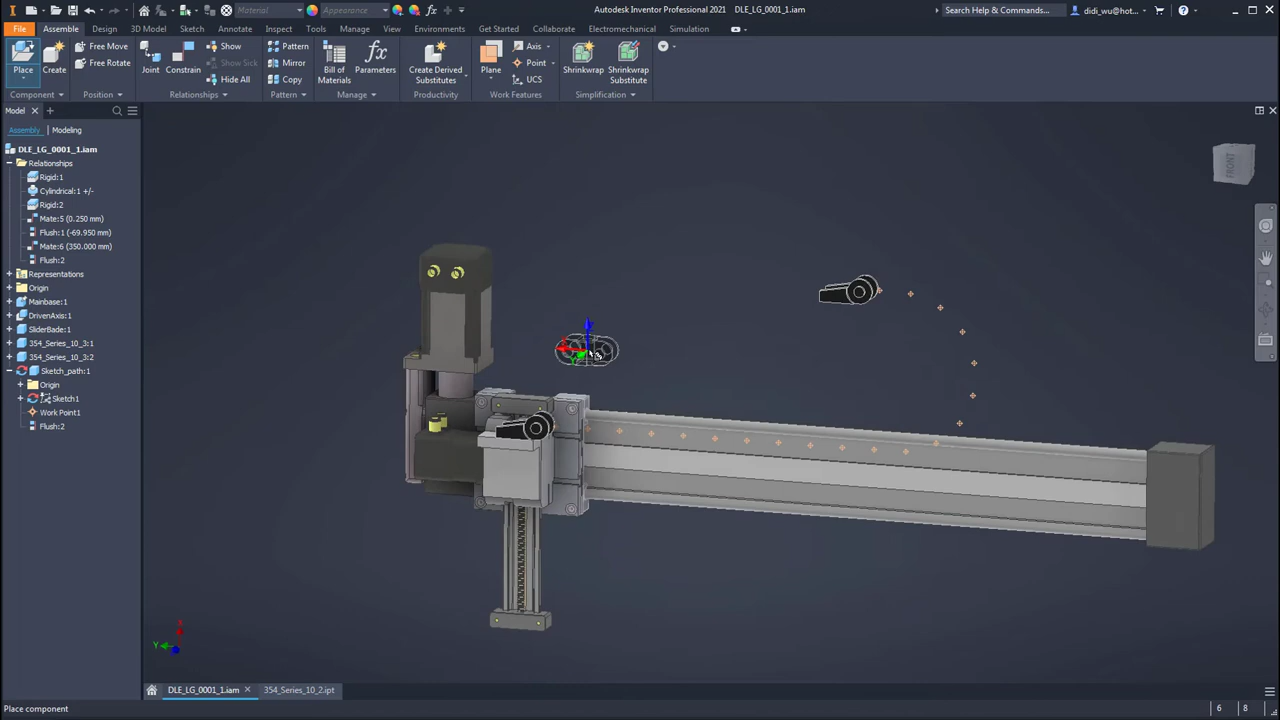 Material
Appearance
Autodesk Inventor Professional 2021 DLE_LG_0001_1.iam
Search Help & Commands...
didi_wu@hot...
File Assemble Design 3D Model Sketch Annotate Inspect Tools Manage View Environments Get Started Collaborate Electromechanical Simulation
Place
Create
Free Move
Free Rotate
Joint
Constrain
Show
Show Sick
Hide All
Pattern
Mirror
Copy
Bill of
Materials
Parameters
Create Derived
Substitutes
Plane
Axis
Point
UCS
Shrinkwrap
Shrinkwrap
Substitute
Component
Position
Relationships
Pattern
Manage
Productivity
Work Features
Simplification
Model
Assembly Modeling
DLE_LG_0001_1.iam
Relationships
Rigid:1
Cylindrical:1 +/-
Rigid:2
Mate:5 (0.250 mm)
Flush:1 (-69.950 mm)
Mate:6 (350.000 mm)
Flush:2
Representations
Origin
Mainbase:1
DrivenAxis:1
SliderBade:1
354_Series_10_3:1
354_Series_10_3:2
Sketch_path:1
Origin
Sketch1
Work Point1
Flush:2
FRONT
Y
DLE_LG_0001_1.iam
354_Series_10_2.ipt
Place component
6 8